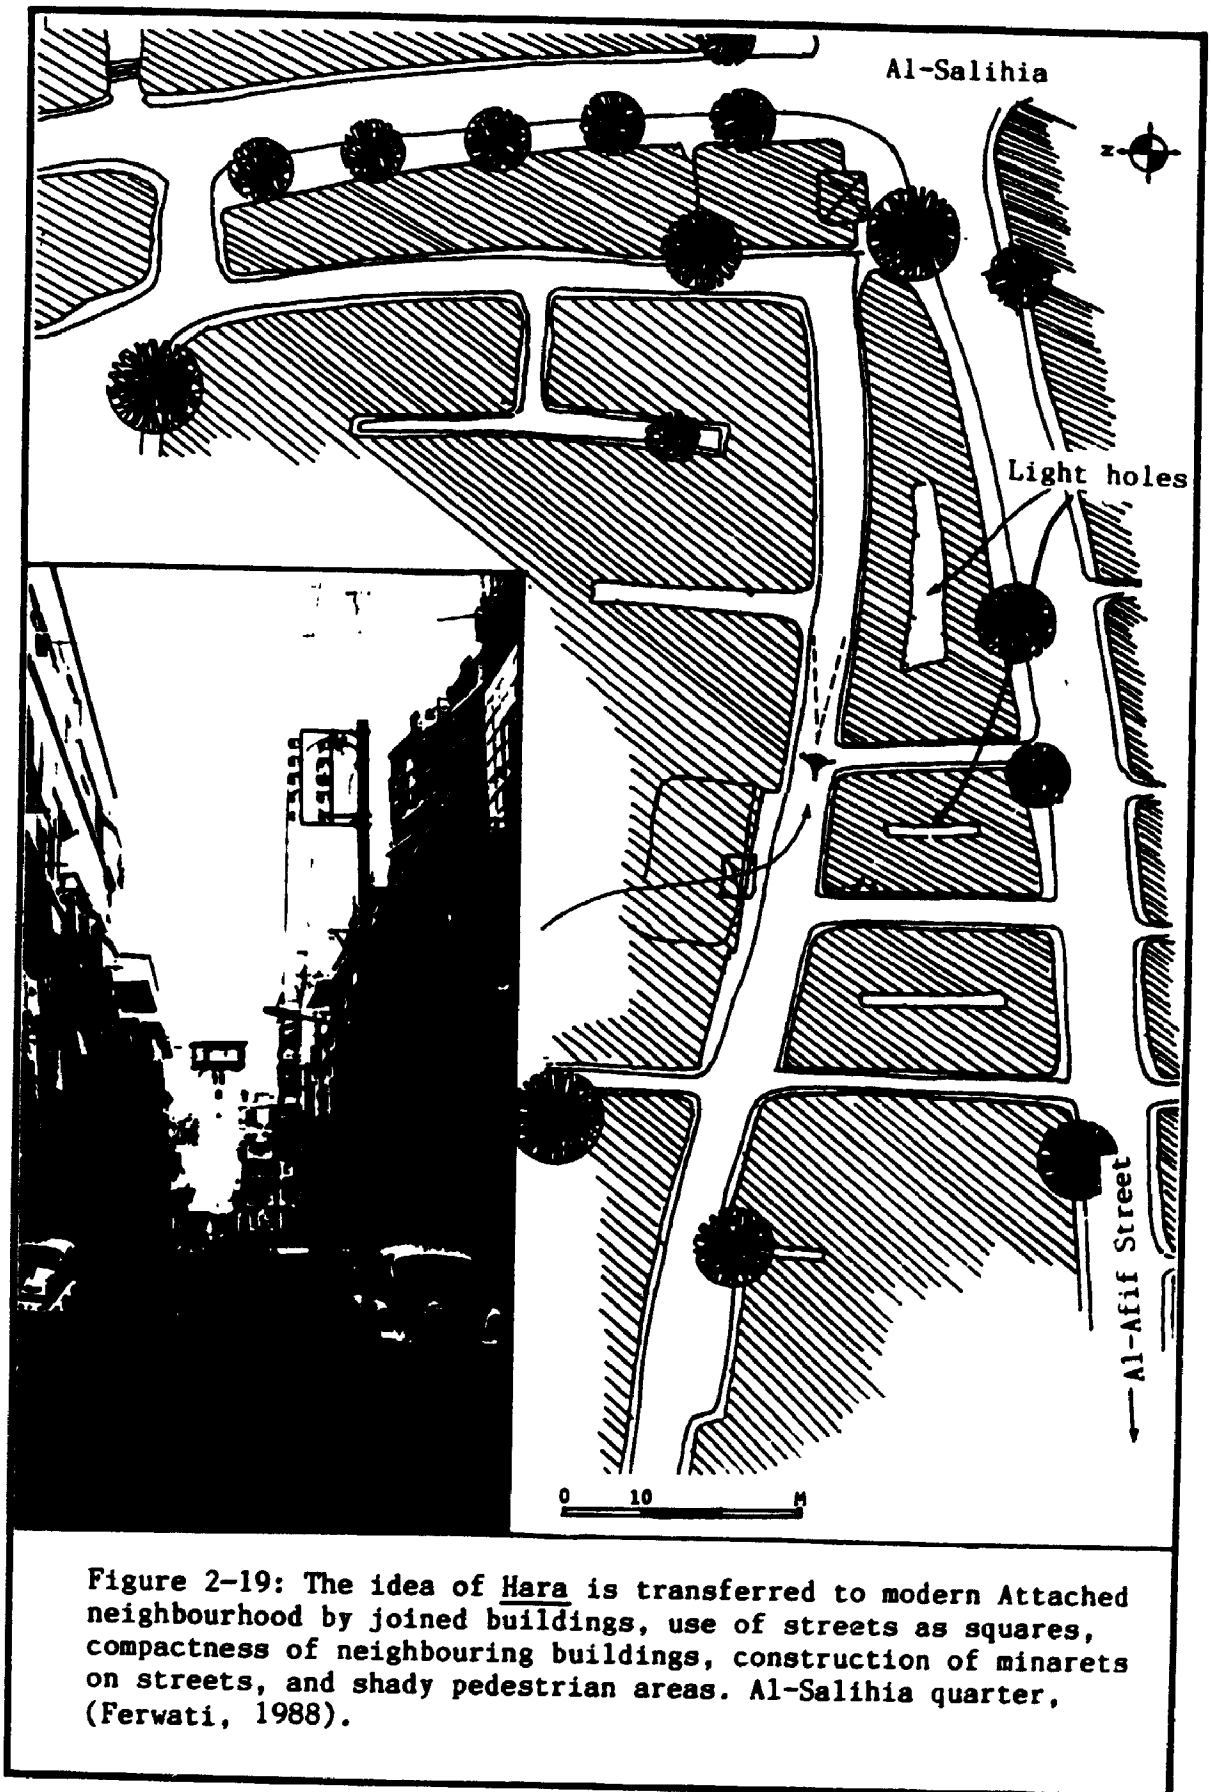 Al-Salihia
N
Light holes
Al-Afif Street
0 10 M
Figure 2-19: The idea of Hara is transferred to modern Attached
neighbourhood by joined buildings, use of streets as squares,
compactness of neighbouring buildings, construction of minarets
on streets, and shady pedestrian areas. Al-Salihia quarter,
(Ferwati, 1988).